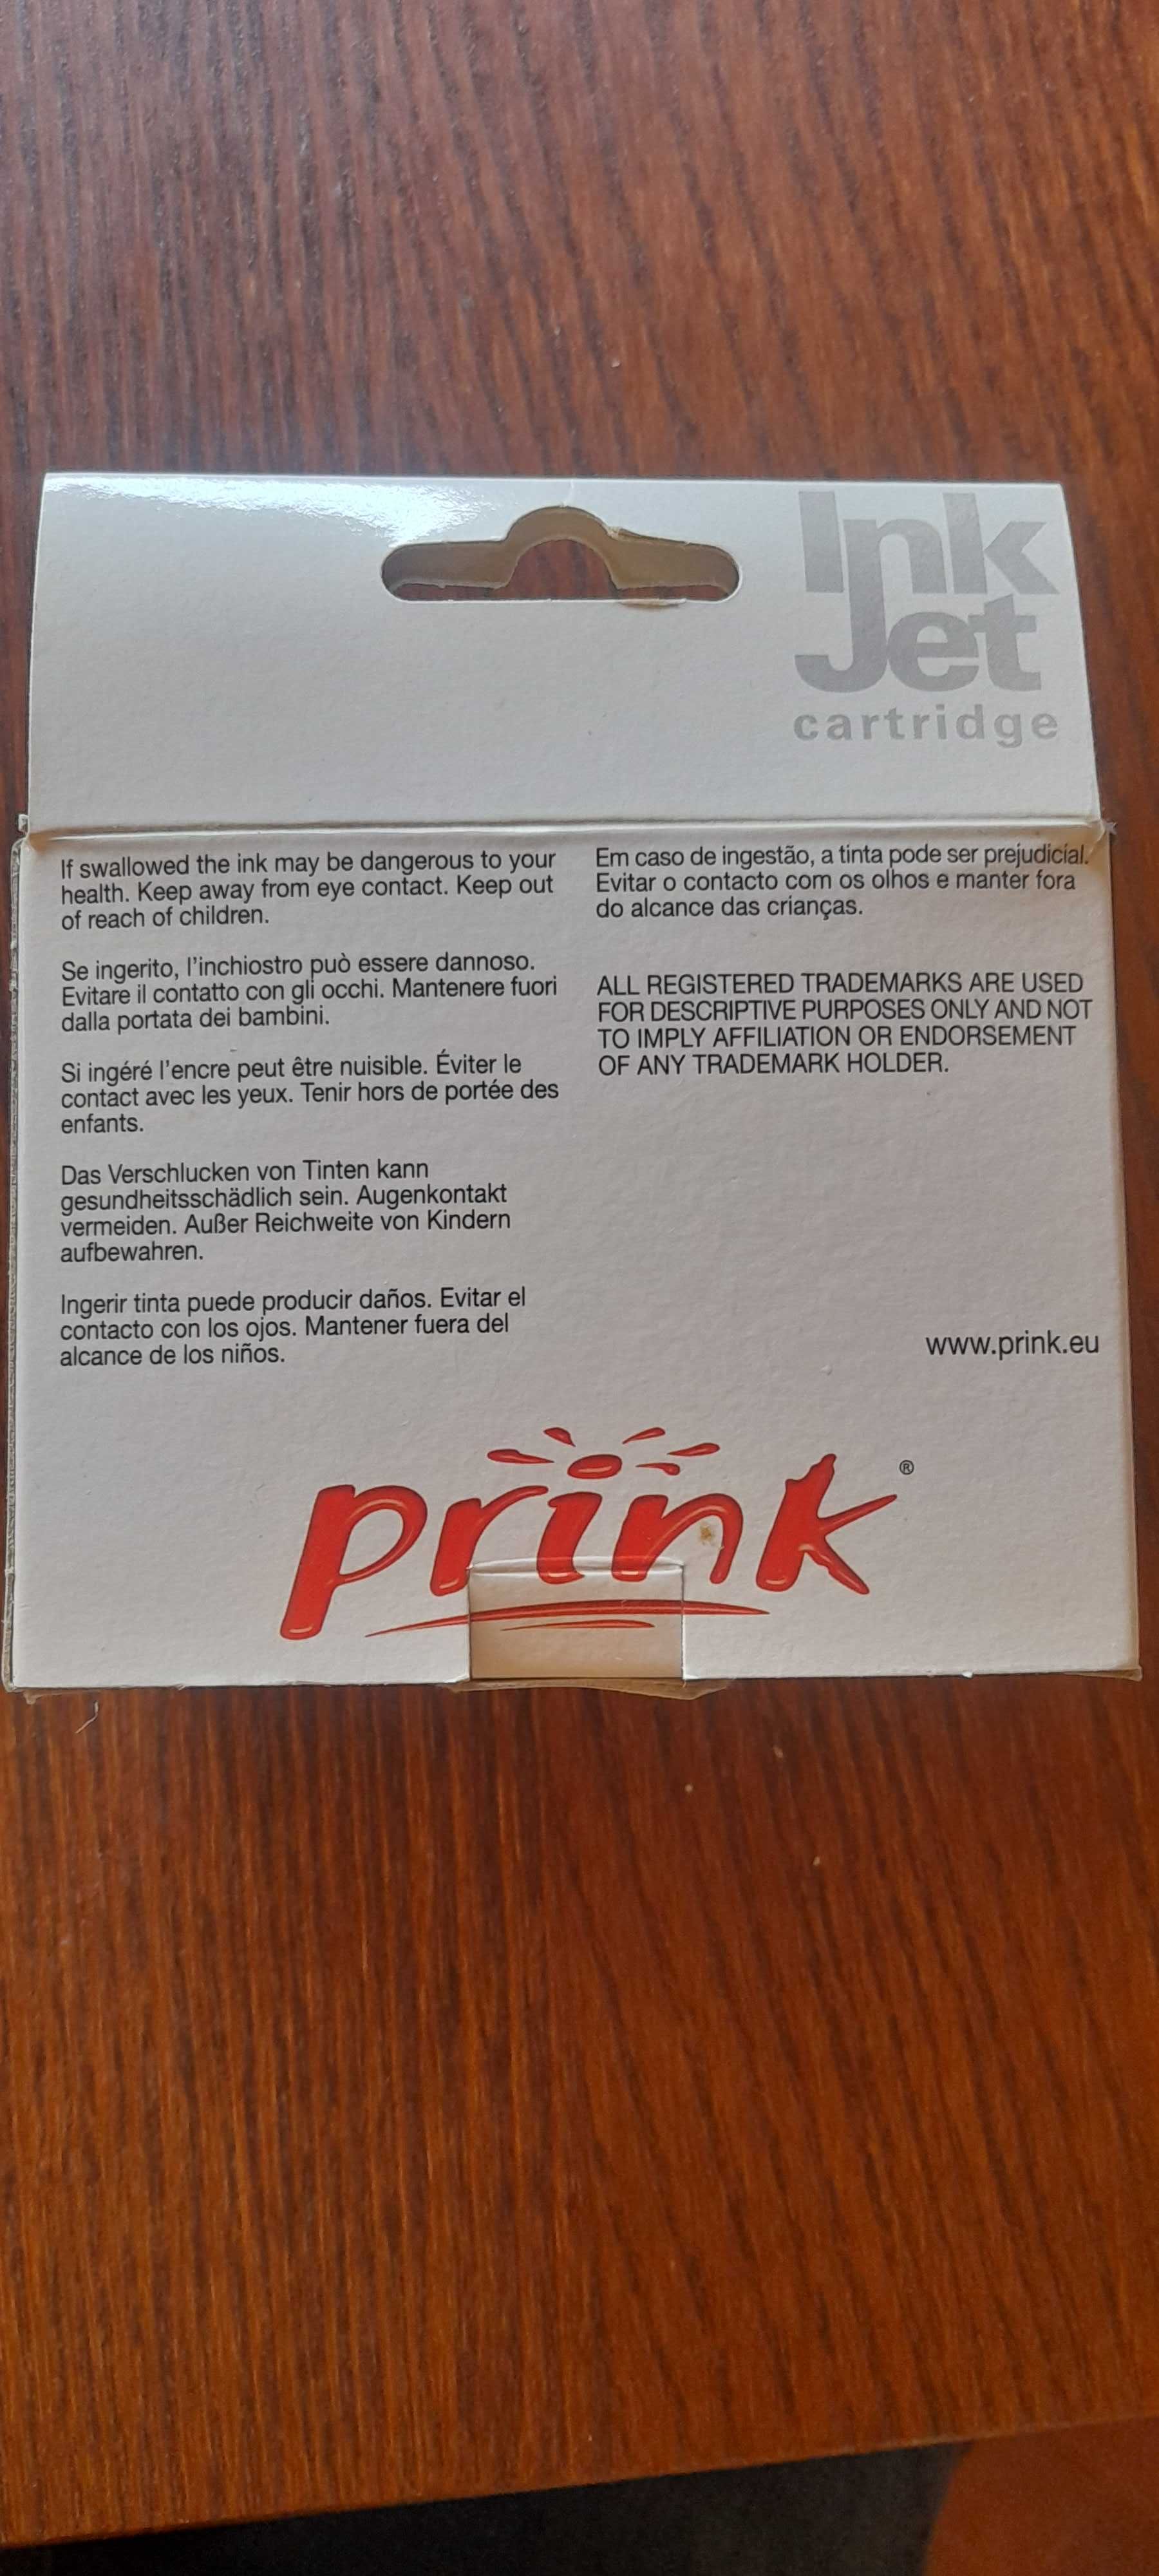 Ink
Jet
cartridge
If swallowed the ink may be dangerous to your
health. Keep away from eye contact. Keep out
of reach of children.
Se ingerito, l'inchiostro può essere dannoso.
Evitare il contatto con gli occhi. Mantenere fuori
dalla portata dei bambini.
Si ingéré l'encre peut être nuisible. Éviter le
contact avec les yeux. Tenir hors de portée des
enfants.
Das Verschlucken von Tinten kann
gesundheitsschädlich sein. Augenkontakt
vermeiden. Außer Reichweite von Kindern
aufbewahren.
Ingerir tinta puede producir daños. Evitar el
contacto con los ojos. Mantener fuera del
alcance de los niños.
Em caso de ingestão, a tinta pode ser prejudicial.
Evitar o contacto com os olhos e manter fora
do alcance das crianças.
ALL REGISTERED TRADEMARKS ARE USED
FOR DESCRIPTIVE PURPOSES ONLY AND NOT
TO IMPLY AFFILIATION OR ENDORSEMENT
OF ANY TRADEMARK HOLDER.
www.prink.eu
prink®